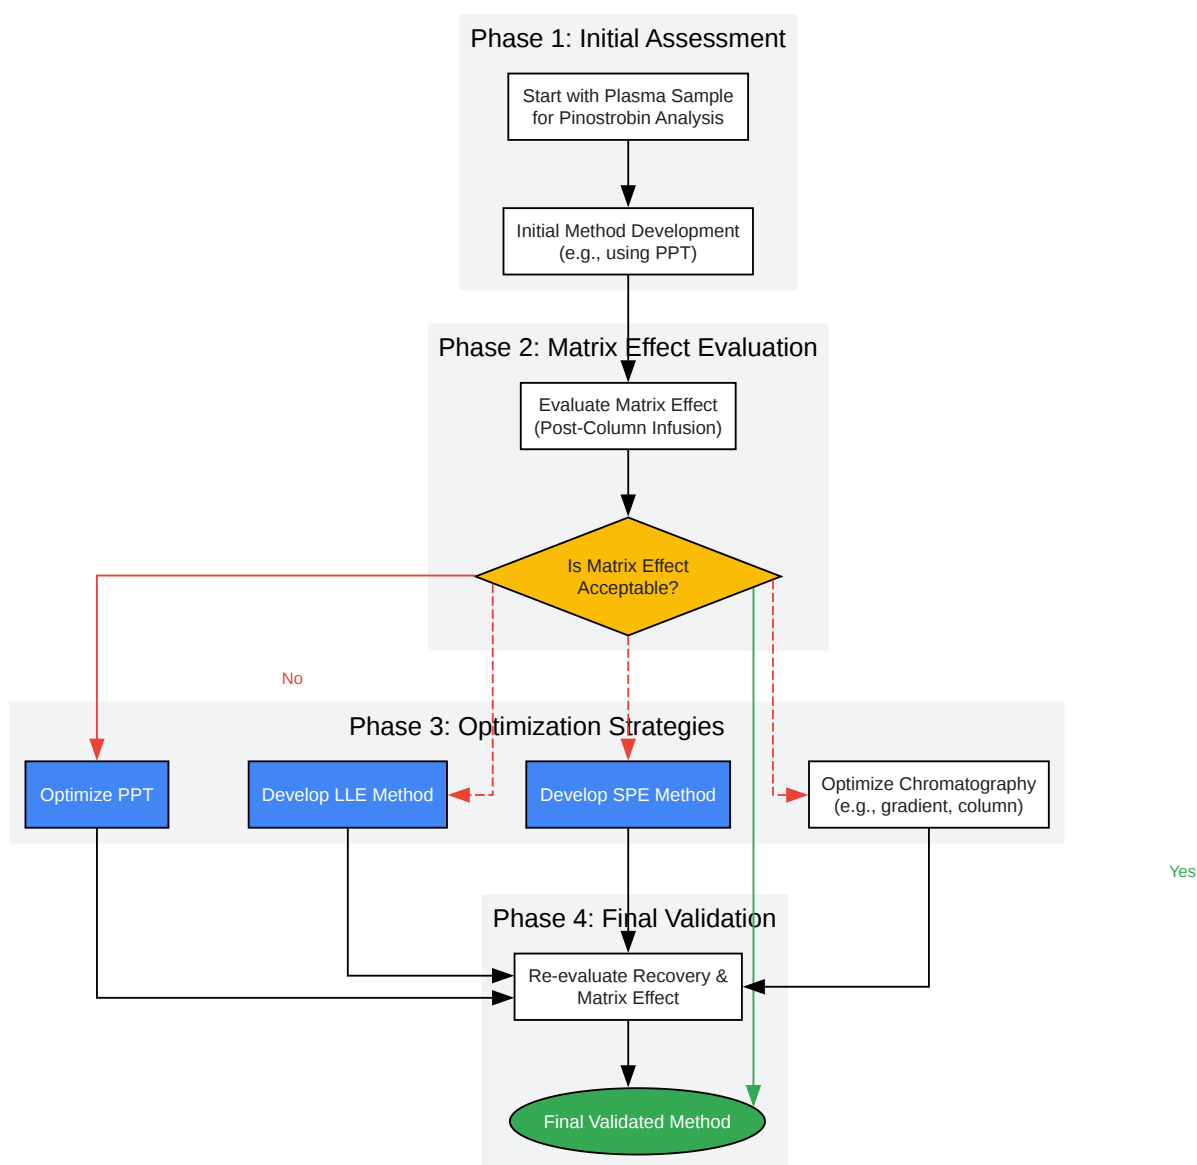 Phase 1: Initial Assessment
Start with Plasma Sample
for Pinostrobin Analysis
Initial Method Development
(e.g., using PPT)
Phase 2: Matrix Effect Evaluation
Evaluate Matrix Effect
(Post-Column Infusion)
Is Matrix Effect
Acceptable?
No
Phase 3: Optimization Strategies
Optimize PPT
Develop LLE Method
Develop SPE Method
Optimize Chromatography
(e.g., gradient, column)
Yes
Phase 4: Final Validation
Re-evaluate Recovery &
Matrix Effect
Final Validated Method